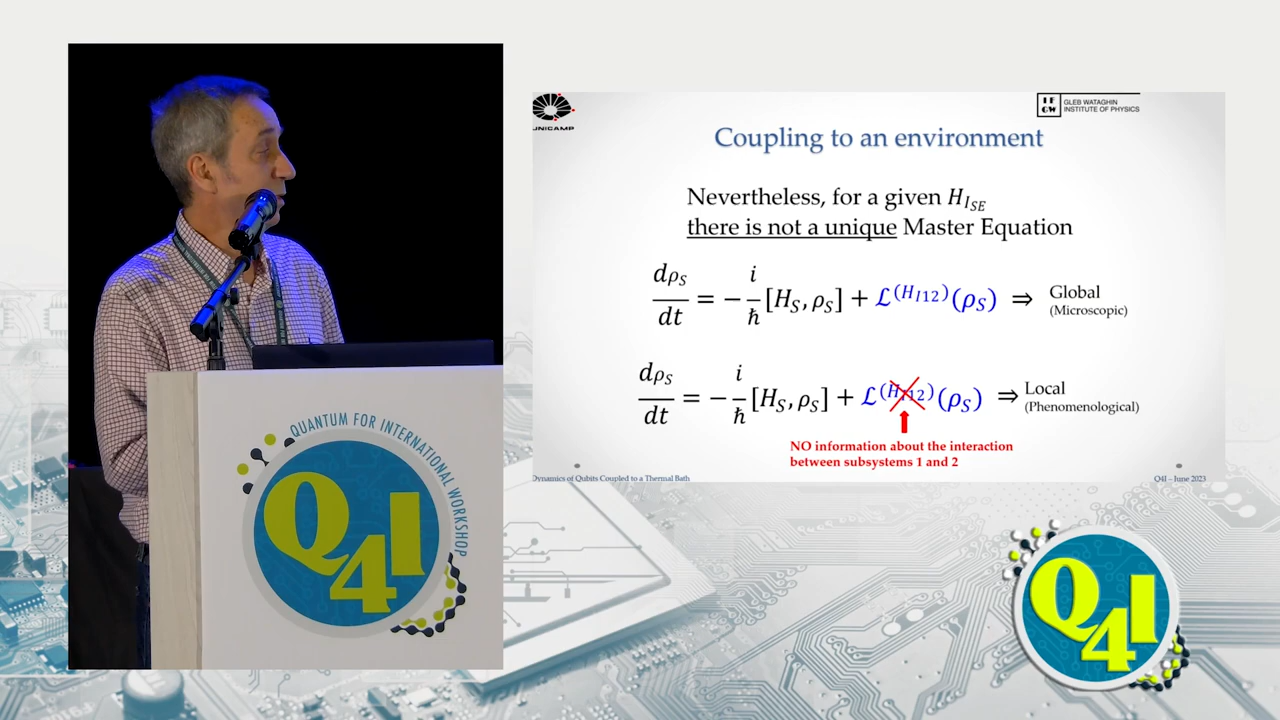 UNICAMP
IF
GW
GLEB WATAGHIN
INSTITUTE OF PHYSICS
Coupling to an environment
Nevertheless, for a given H_{I_{SE}}
there is not a unique Master Equation
dρ_S/dt = −i/ħ [H_S, ρ_S] + ℒ^{(H_{I12})}(ρ_S) ⇒ Global
(Microscopic)
dρ_S/dt = −i/ħ [H_S, ρ_S] + ℒ^{(H_{I12})}(ρ_S) ⇒ Local
(Phenomenological)
NO information about the interaction
between subsystems 1 and 2
Dynamics of Qubits Coupled to a Thermal Bath
Q4I – June 2023
QUANTUM FOR INTERNATIONAL WORKSHOP
Q4I
Q4I